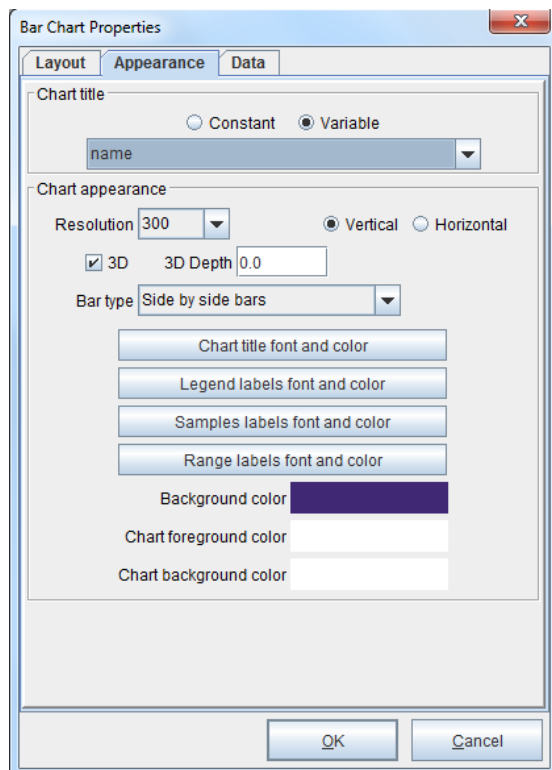 Bar Chart Properties
Layout Appearance Data
Chart title
Constant Variable
name
Chart appearance
Resolution 300 Vertical Horizontal
3D 3D Depth 0.0
Bar type Side by side bars
Chart title font and color
Legend labels font and color
Samples labels font and color
Range labels font and color
Background color
Chart foreground color
Chart background color
OK Cancel